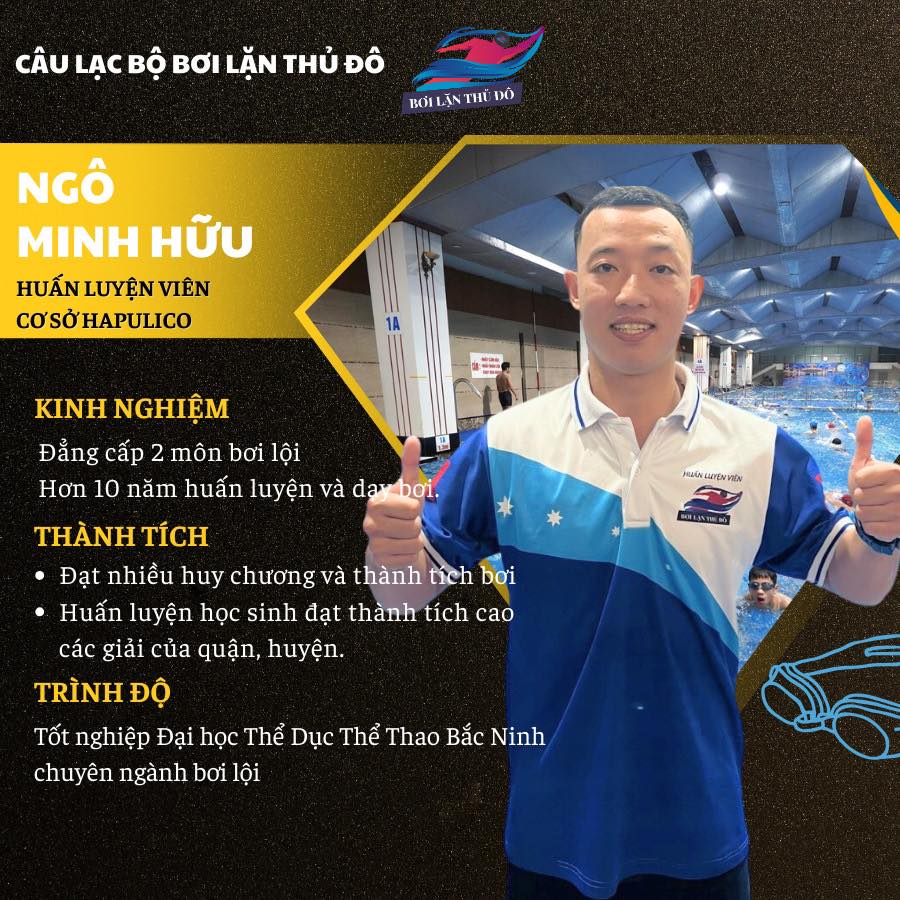 CÂU LẠC BỘ BƠI LẶN THỦ ĐÔ
BƠI LẶN THỦ ĐÔ
NGÔ
MINH HỮU
HUẤN LUYỆN VIÊN
CƠ SỞ HAPULICO
1A
KINH NGHIỆM
Đẳng cấp 2 môn bơi lội
Hơn 10 năm huấn luyện và dạy bơi.
HUẤN LUYỆN VIÊN
BƠI LẶN THỦ ĐÔ
THÀNH TÍCH
• Đạt nhiều huy chương và thành tích bơi
• Huấn luyện học sinh đạt thành tích cao
các giải của quận, huyện.
TRÌNH ĐỘ
Tốt nghiệp Đại học Thể Dục Thể Thao Bắc Ninh
chuyên ngành bơi lội